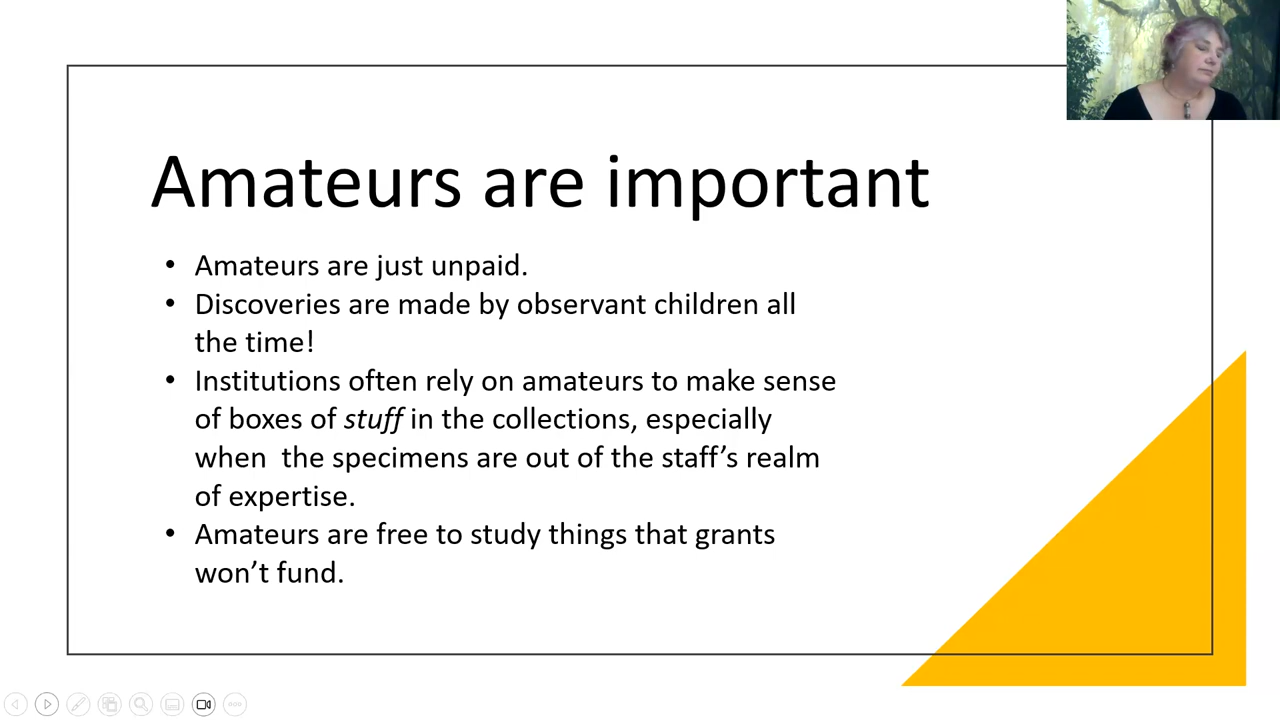 Amateurs are important
• Amateurs are just unpaid.
• Discoveries are made by observant children all
the time!
• Institutions often rely on amateurs to make sense
of boxes of stuff in the collections, especially
when  the specimens are out of the staff’s realm
of expertise.
• Amateurs are free to study things that grants
won’t fund.